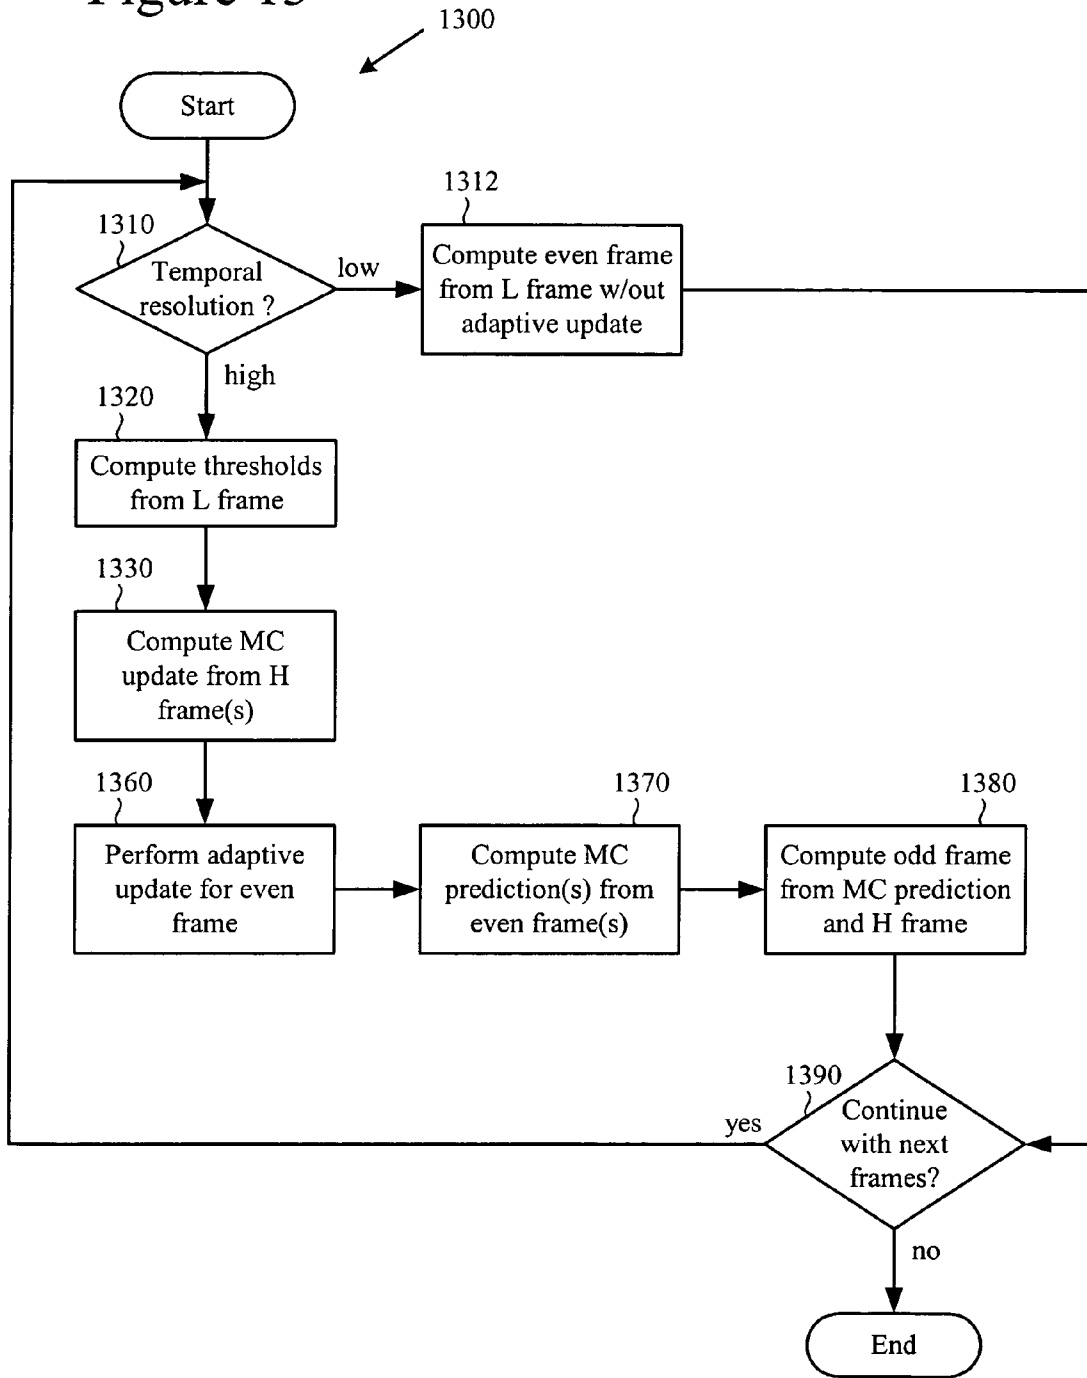 Figure 13
1300
Start
1310
Temporal
resolution ?
low
high
1312
Compute even frame
from L frame w/out
adaptive update
1320
Compute thresholds
from L frame
1330
Compute MC
update from H
frame(s)
1360
Perform adaptive
update for even
frame
1370
Compute MC
prediction(s) from
even frame(s)
1380
Compute odd frame
from MC prediction
and H frame
1390
Continue
with next
frames?
yes
no
End